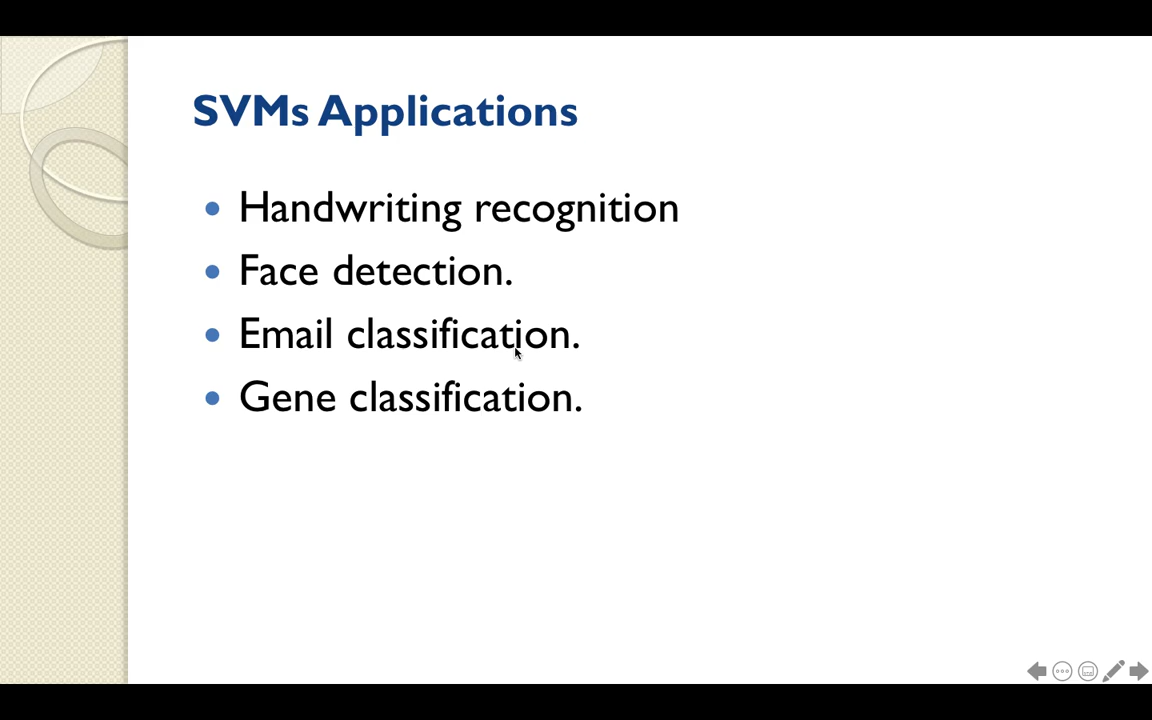 SVMs Applications
• Handwriting recognition
• Face detection.
• Email classification.
• Gene classification.